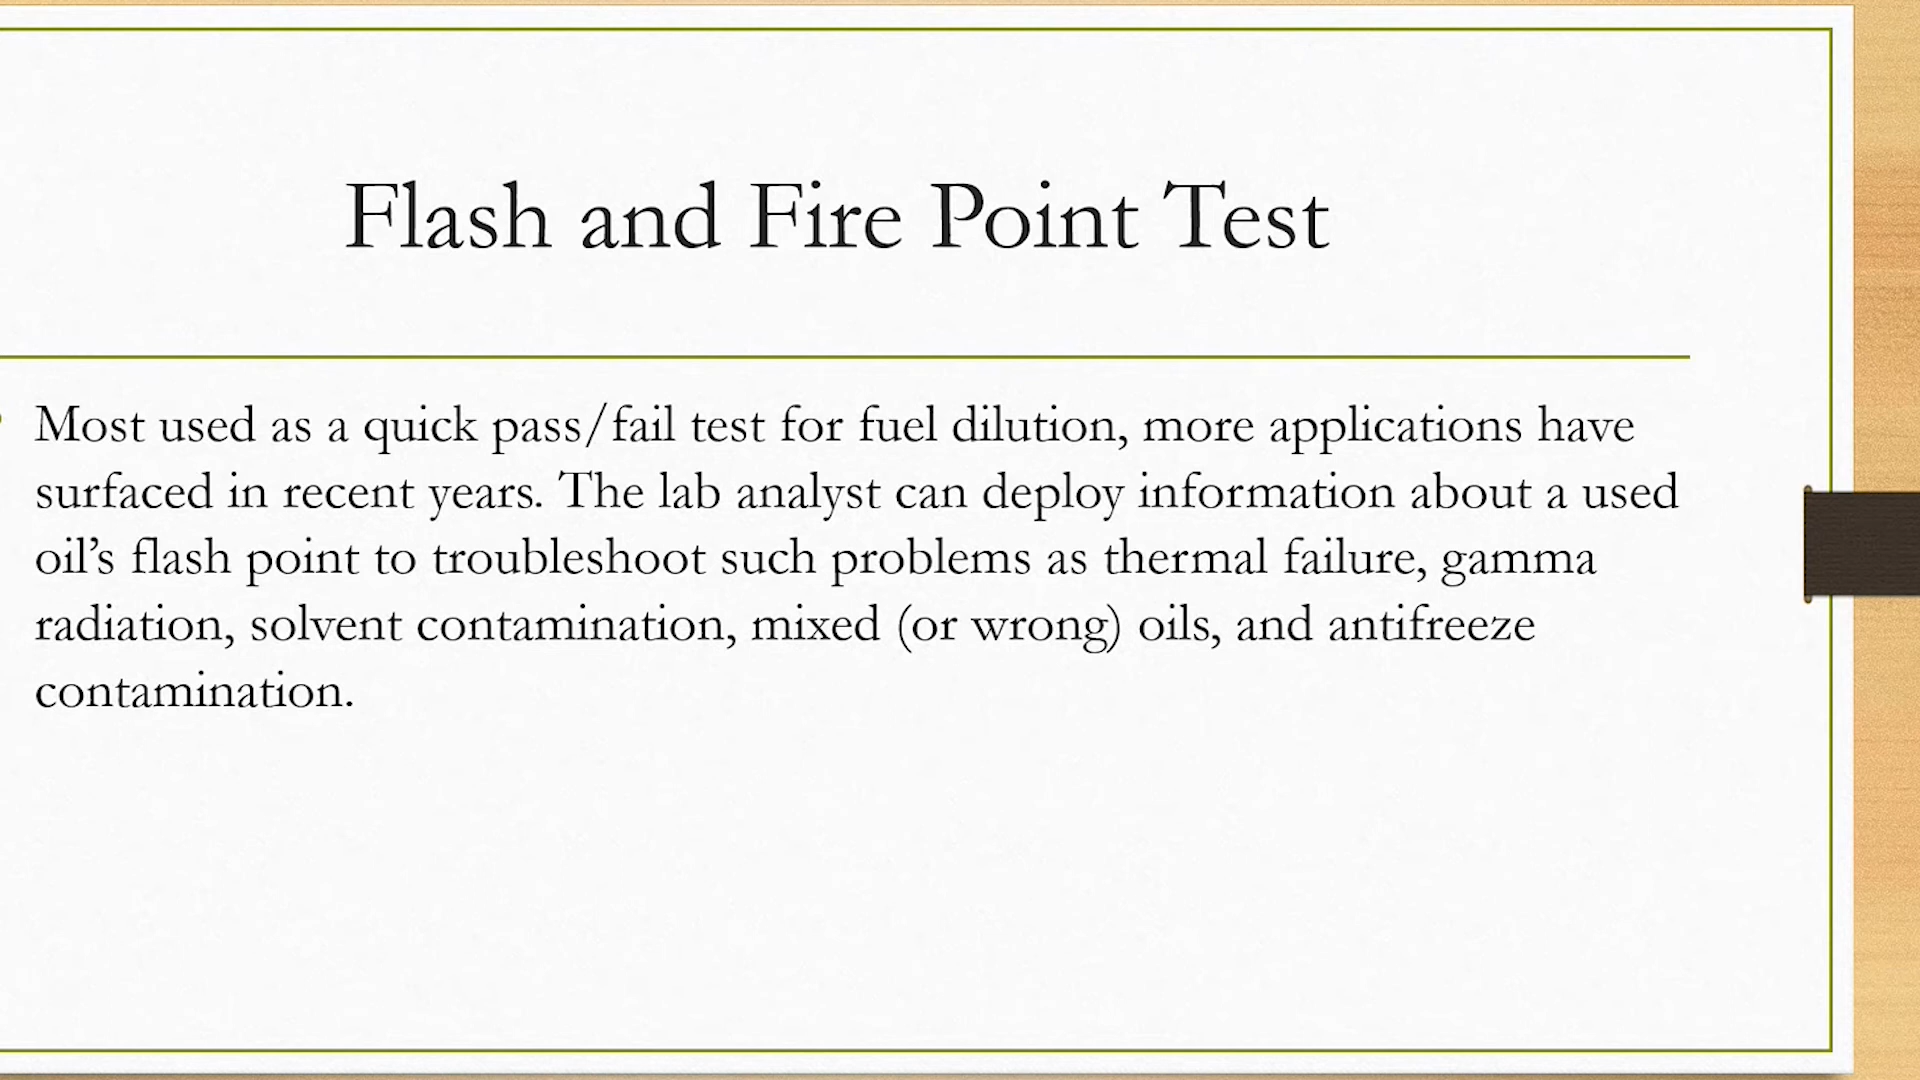 Flash and Fire Point Test
Most used as a quick pass/fail test for fuel dilution, more applications have
surfaced in recent years. The lab analyst can deploy information about a used
oil’s flash point to troubleshoot such problems as thermal failure, gamma
radiation, solvent contamination, mixed (or wrong) oils, and antifreeze
contamination.